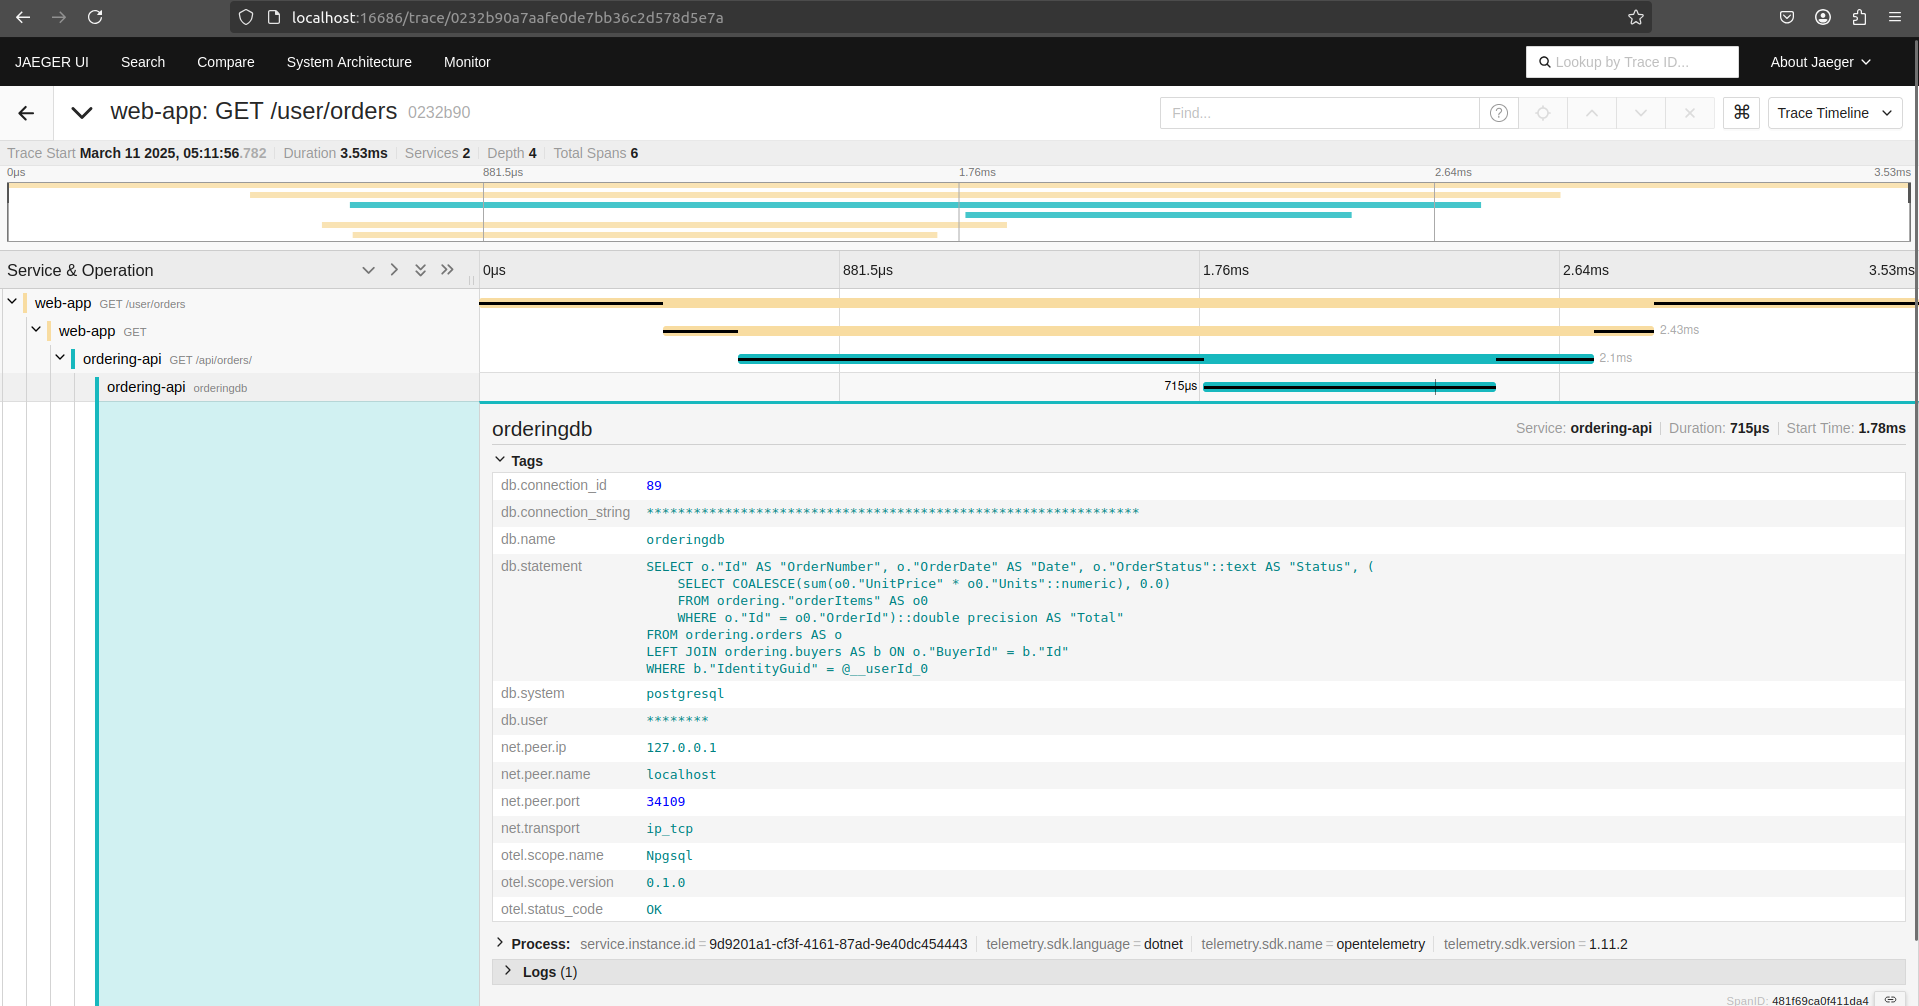 localhost:16686/trace/0232b90a7aafe0de7bb36c2d578d5e7a
JAEGER UI Search Compare System Architecture Monitor Lookup by Trace ID... About Jaeger
web-app: GET /user/orders 0232b90 Find... Trace Timeline
Trace Start March 11 2025, 05:11:56.782 Duration 3.53ms Services 2 Depth 4 Total Spans 6
0μs 881.5μs 1.76ms 2.64ms 3.53ms
Service & Operation 0μs 881.5μs 1.76ms 2.64ms 3.53ms
web-app GET /user/orders
web-app GET 2.43ms
ordering-api GET /api/orders/ 2.1ms
ordering-api orderingdb 715μs
orderingdb Service: ordering-api Duration: 715μs Start Time: 1.78ms
Tags
db.connection_id 89
db.connection_string ***************************************************************
db.name orderingdb
db.statement SELECT o."Id" AS "OrderNumber", o."OrderDate" AS "Date", o."OrderStatus"::text AS "Status", (
SELECT COALESCE(sum(o0."UnitPrice" * o0."Units"::numeric), 0.0)
FROM ordering."orderItems" AS o0
WHERE o."Id" = o0."OrderId")::double precision AS "Total"
FROM ordering.orders AS o
LEFT JOIN ordering.buyers AS b ON o."BuyerId" = b."Id"
WHERE b."IdentityGuid" = @__userId_0
db.system postgresql
db.user ********
net.peer.ip 127.0.0.1
net.peer.name localhost
net.peer.port 34109
net.transport ip_tcp
otel.scope.name Npgsql
otel.scope.version 0.1.0
otel.status_code OK
Process: service.instance.id = 9d9201a1-cf3f-4161-87ad-9e40dc454443 telemetry.sdk.language = dotnet telemetry.sdk.name = opentelemetry telemetry.sdk.version = 1.11.2
Logs (1)
SpanID: 481f69ca0f411da4